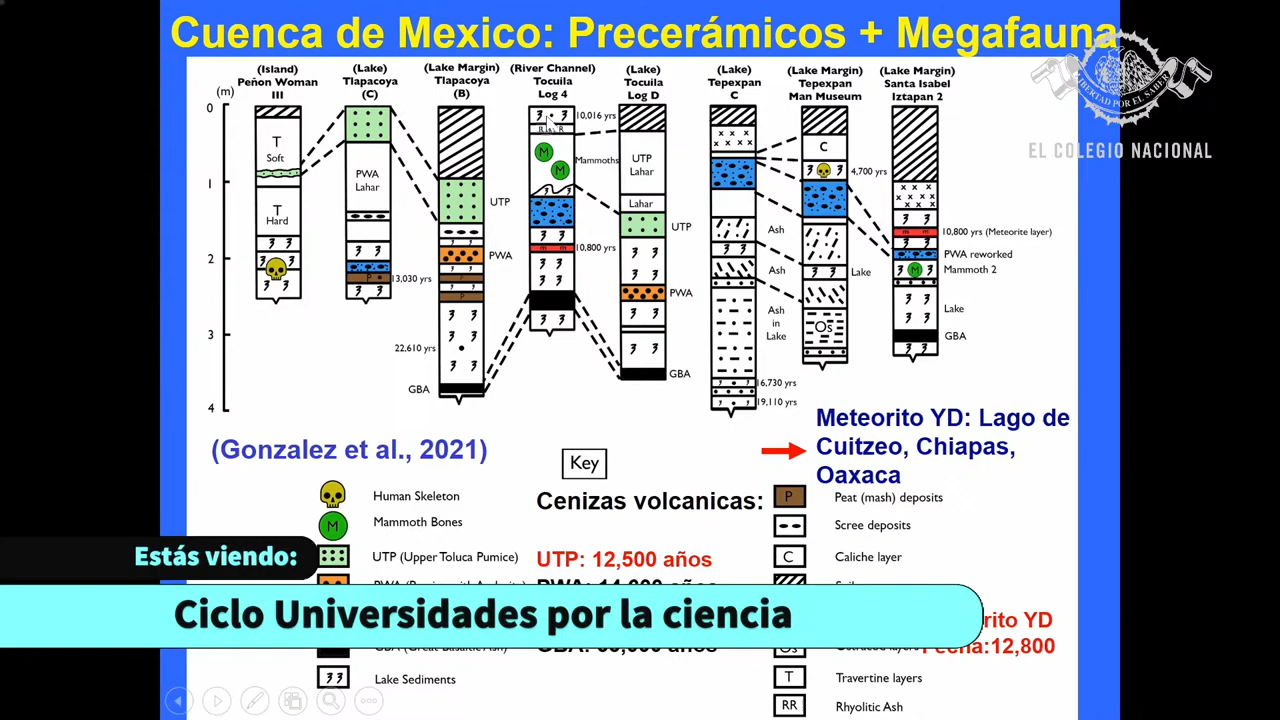 Cuenca de Mexico: Precerámicos + Megafauna
LIBERTAD POR EL SABER
EL COLEGIO NACIONAL
(Island)
Peñon Woman
III
(Lake)
Tlapacoya
(C)
(Lake Margin)
Tlapacoya
(B)
(River Channel)
Tocuila
Log 4
(Lake)
Tocuila
Log D
(Lake)
Tepexpan
C
(Lake Margin)
Tepexpan
Man Museum
(Lake Margin)
Santa Isabel
Iztapan 2
(m)
0
1
2
3
4
T
Soft
T
Hard
PWA
Lahar
P
13,030 yrs
UTP
PWA
P
P
22,610 yrs
GBA
10,016 yrs
R R R
M
M
Mammoths
m m
10,800 yrs
UTP
Lahar
Lahar
UTP
PWA
GBA
Ash
Ash
Ash
in
Lake
16,730 yrs
19,110 yrs
C
4,700 yrs
Lake
Os
m m
10,800 yrs (Meteorite layer)
PWA reworked
M
Mammoth 2
Lake
GBA
(Gonzalez et al., 2021)
Meteorito YD: Lago de
Cuitzeo, Chiapas,
Oaxaca
Key
Human Skeleton
M
Mammoth Bones
UTP (Upper Toluca Pumice)
Lake Sediments
Cenizas volcanicas:
UTP: 12,500 años
P
Peat (mash) deposits
Scree deposits
C
Caliche layer
T
Travertine layers
RR
Rhyolitic Ash
YD
12,800
Estás viendo:
Ciclo Universidades por la ciencia